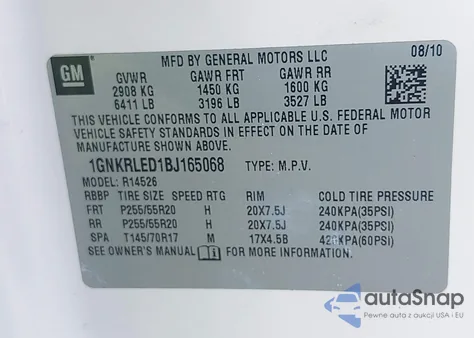 MFD BY GENERAL MOTORS LLC 08/10
GM
GVWR GAWR FRT GAWR RR
2908 KG 1450 KG 1600 KG
6411 LB 3196 LB 3527 LB
THIS VEHICLE CONFORMS TO ALL APPLICABLE U.S. FEDERAL MOTOR
VEHICLE SAFETY STANDARDS IN EFFECT ON THE DATE OF
MANUFACTURE SHOWN ABOVE.
1GNKRLED1BJ165068 TYPE: M.P.V.
MODEL: R14526
RBBP TIRE SIZE SPEED RTG RIM COLD TIRE PRESSURE
FRT P255/55R20 H 20X7.5J 240KPA(35PSI)
RR P255/55R20 H 20X7.5J 240KPA(35PSI)
SPA T145/70R17 M 17X4.5B 420KPA(60PSI)
SEE OWNER'S MANUAL FOR MORE INFORMATION.
autoSnap
Pewne auta z aukcji USA i EU